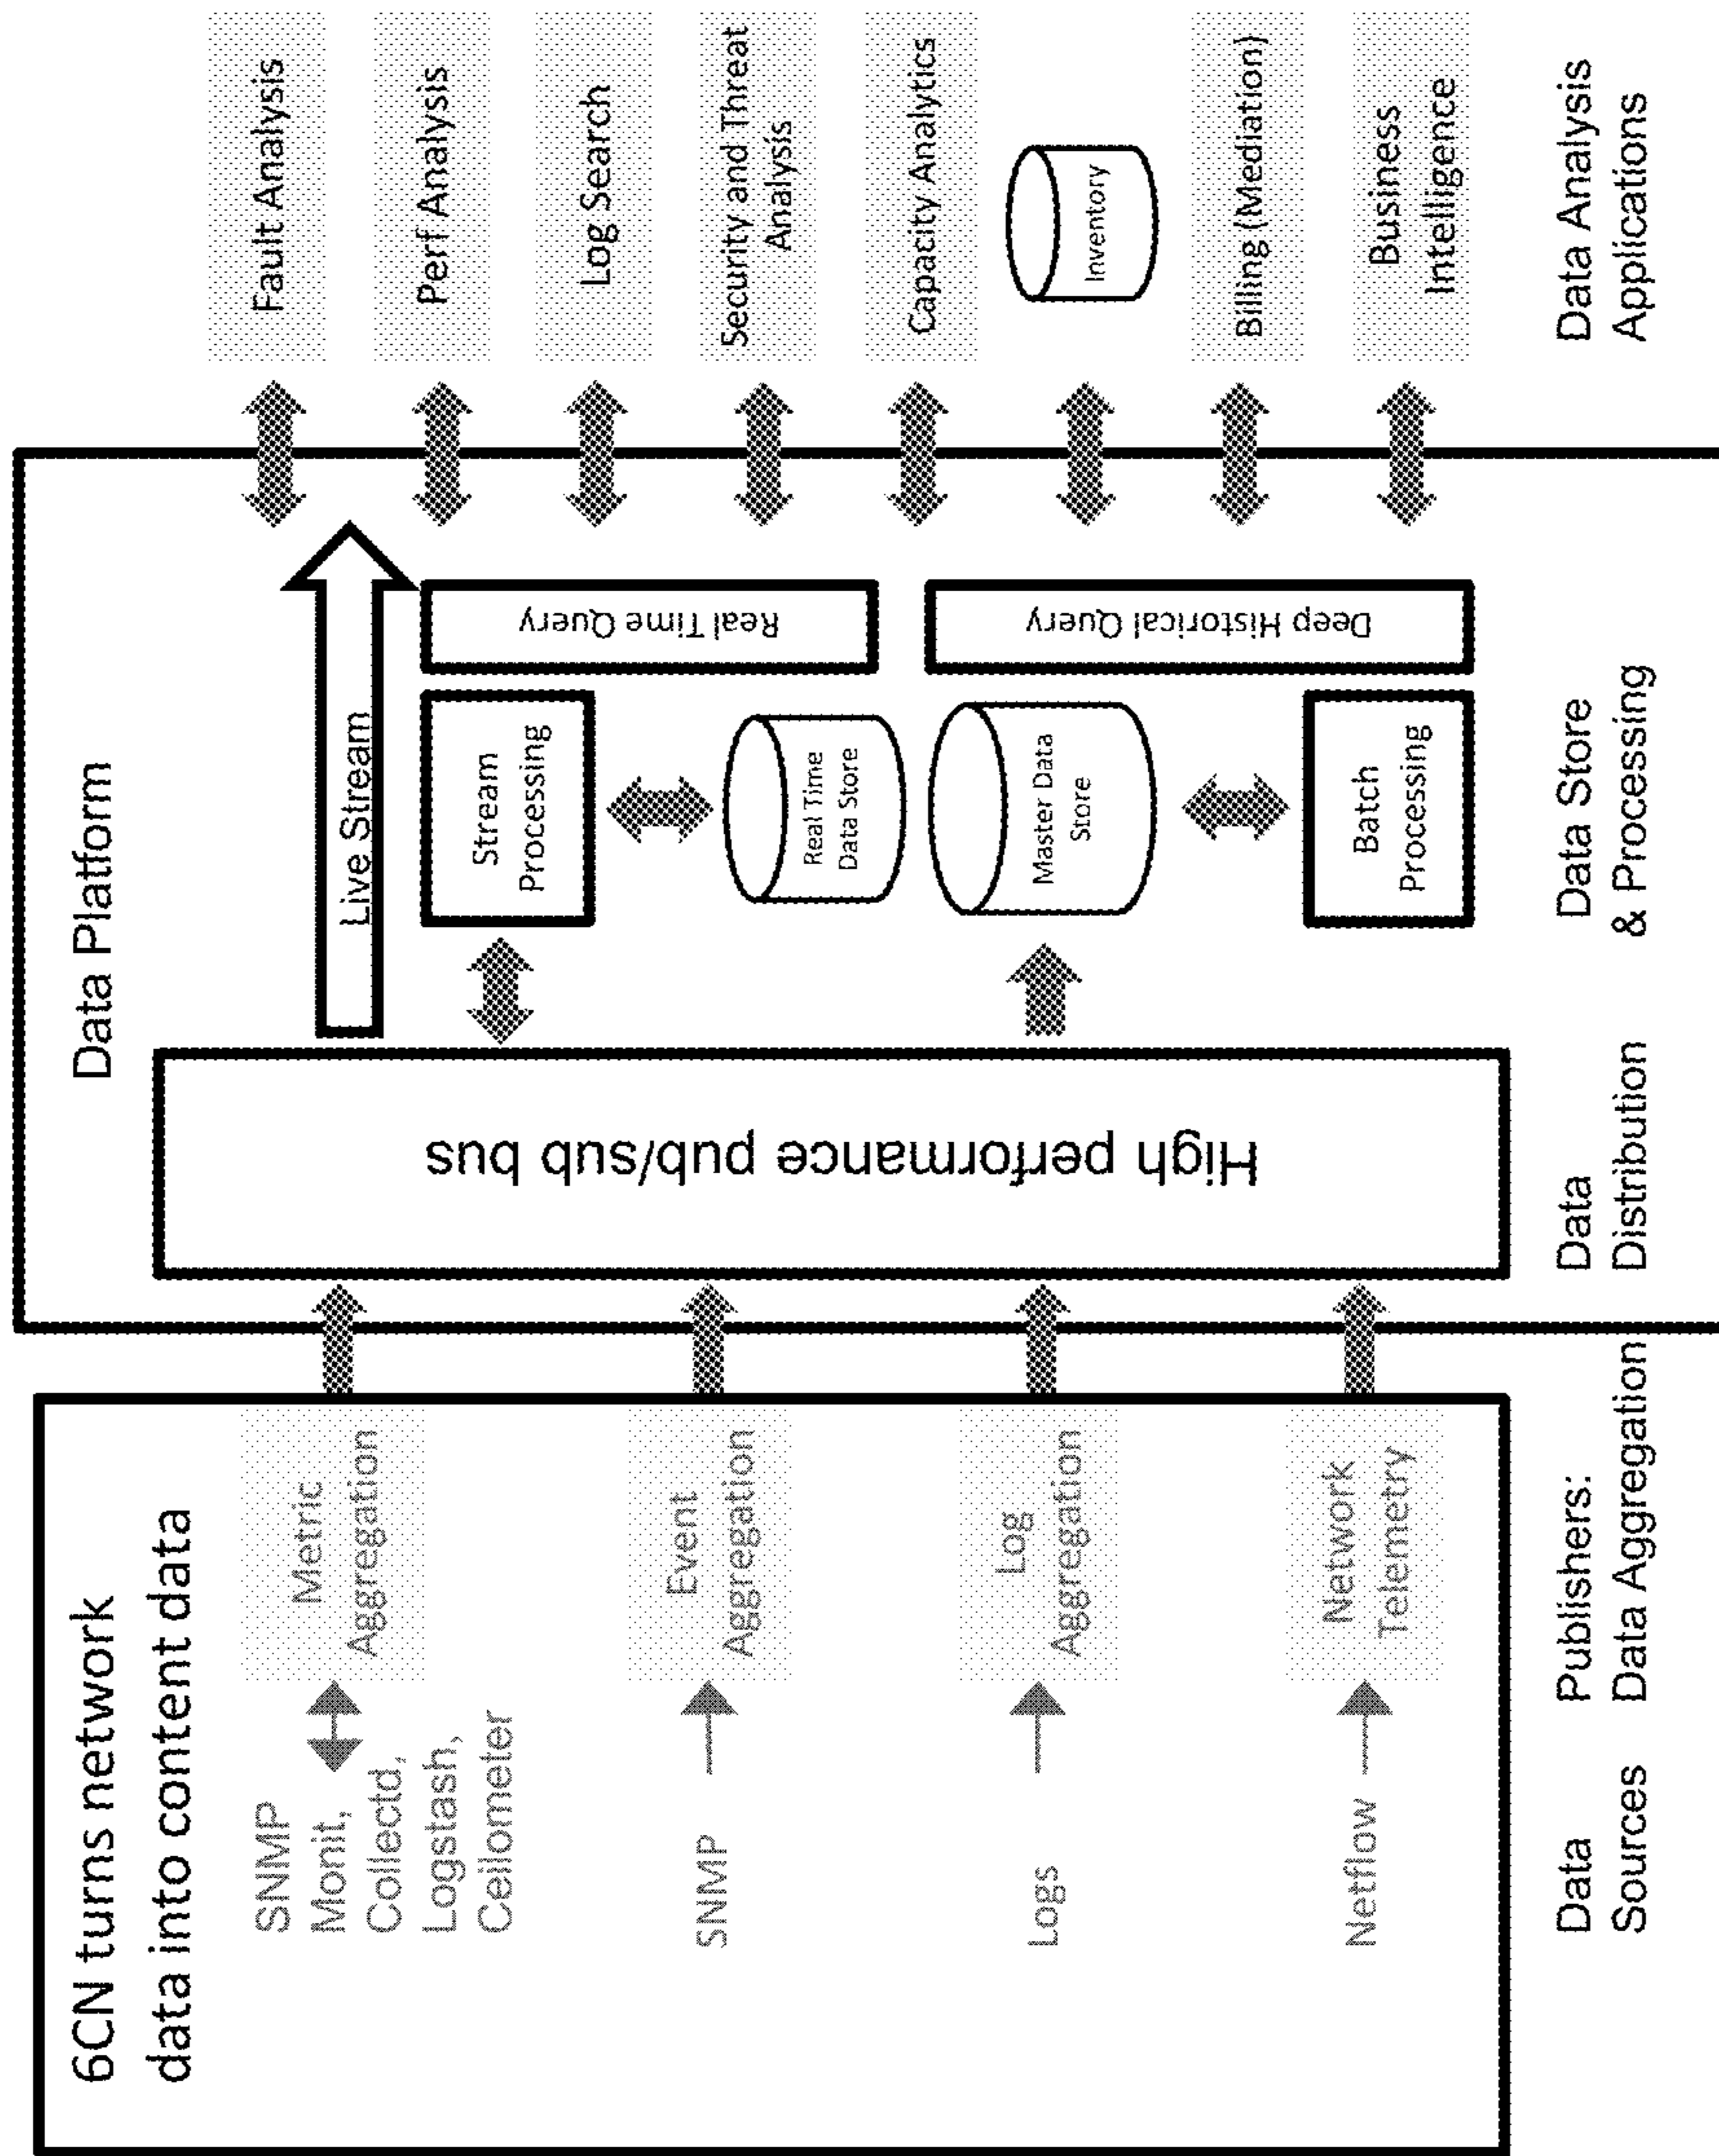 6CN turns network
data into content data
SNMP
Monit,
Collectd,
Logstash,
Ceilometer
Metric
Aggregation
SNMP
Event
Aggregation
Logs
Log
Aggregation
Netflow
Network
Telemetry
Data
Sources
Publishers:
Data Aggregation
Data Platform
High performance pub/sub bus
Live Stream
Stream
Processing
Real Time
Data Store
Master Data
Store
Batch
Processing
Real Time Query
Deep Historical Query
Data
Distribution
Data Store
& Processing
Fault Analysis
Perf Analysis
Log Search
Security and Threat
Analysis
Capacity Analytics
Inventory
Billing (Mediation)
Business
Intelligence
Data Analysis
Applications